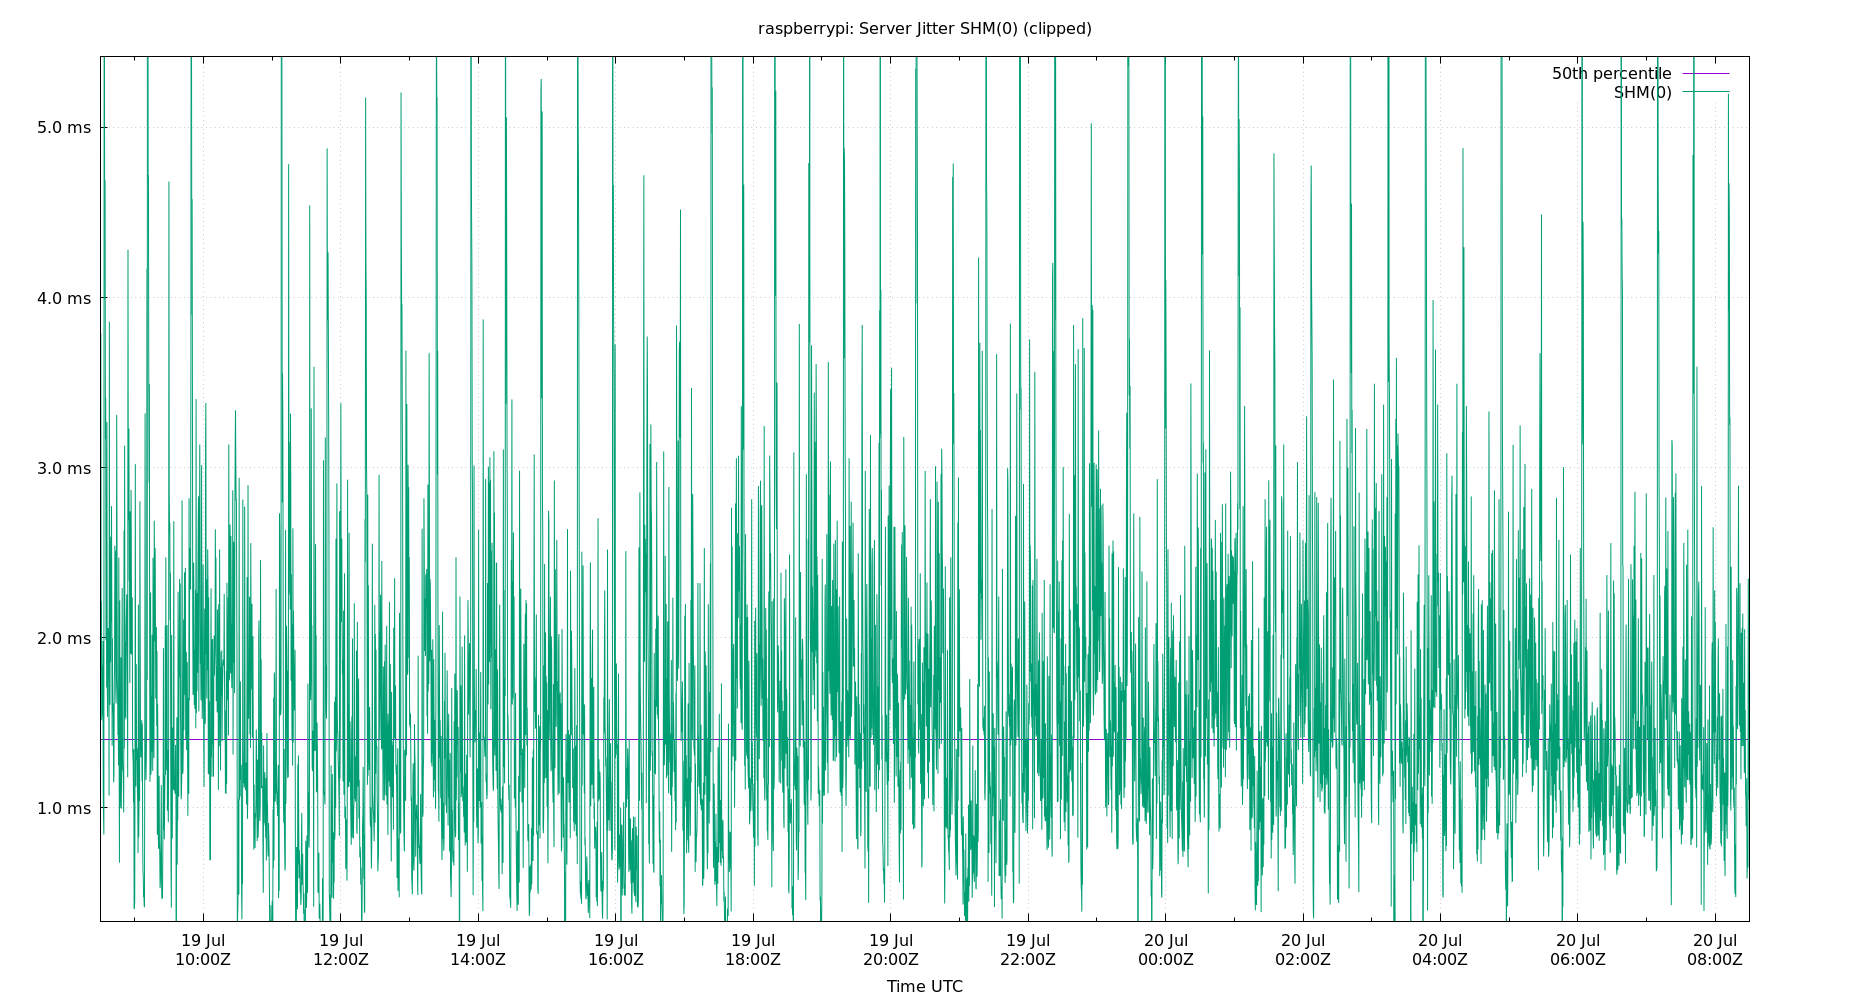 raspberrypi: Server Jitter SHM(0) (clipped)
50th percentile
SHM(0)
5.0 ms
4.0 ms
3.0 ms
2.0 ms
1.0 ms
19 Jul 19 Jul 19 Jul 19 Jul 19 Jul 19 Jul 19 Jul 20 Jul 20 Jul 20 Jul 20 Jul 20 Jul
10:00Z 12:00Z 14:00Z 16:00Z 18:00Z 20:00Z 22:00Z 00:00Z 02:00Z 04:00Z 06:00Z 08:00Z
Time UTC